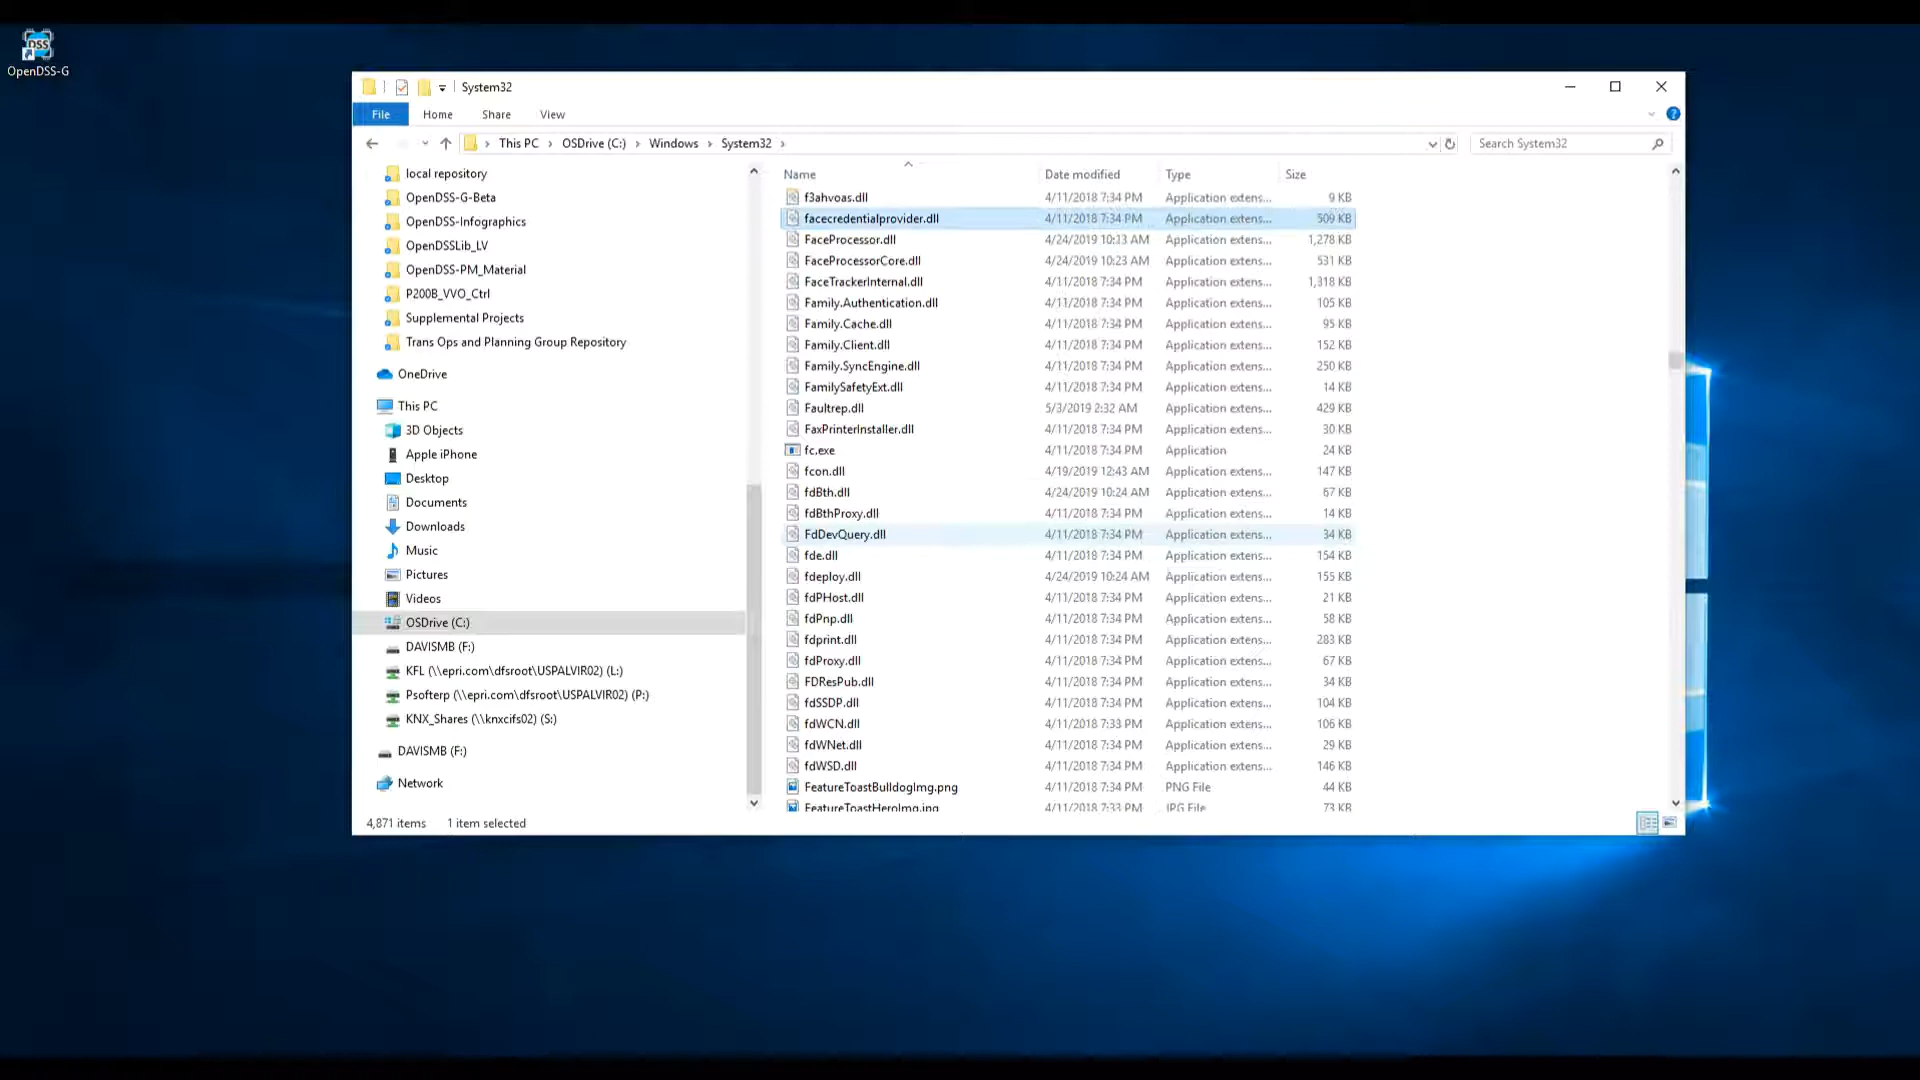 DSS
OpenDSS-G
System32
File Home Share View
This PC OSDrive (C:) Windows System32
Search System32
local repository
OpenDSS-G-Beta
OpenDSS-Infographics
OpenDSSLib_LV
OpenDSS-PM_Material
P200B_VVO_Ctrl
Supplemental Projects
Trans Ops and Planning Group Repository
OneDrive
This PC
3D Objects
Apple iPhone
Desktop
Documents
Downloads
Music
Pictures
Videos
OSDrive (C:)
DAVISMB (F:)
KFL (\\epri.com\dfsroot\USPALVIR02) (L:)
Psofterp (\\epri.com\dfsroot\USPALVIR02) (P:)
KNX_Shares (\\knxcifs02) (S:)
DAVISMB (F:)
Network
Name Date modified Type Size
f3ahvoas.dll 4/11/2018 7:34 PM Application extens... 9 KB
facecredentialprovider.dll 4/11/2018 7:34 PM Application extens... 509 KB
FaceProcessor.dll 4/24/2019 10:23 AM Application extens... 1,278 KB
FaceProcessorCore.dll 4/24/2019 10:23 AM Application extens... 531 KB
FaceTrackerInternal.dll 4/11/2018 7:34 PM Application extens... 1,318 KB
Family.Authentication.dll 4/11/2018 7:34 PM Application extens... 105 KB
Family.Cache.dll 4/11/2018 7:34 PM Application extens... 95 KB
Family.Client.dll 4/11/2018 7:34 PM Application extens... 152 KB
Family.SyncEngine.dll 4/11/2018 7:34 PM Application extens... 250 KB
FamilySafetyExt.dll 4/11/2018 7:34 PM Application extens... 14 KB
Faultrep.dll 5/3/2019 2:32 AM Application extens... 429 KB
FaxPrinterInstaller.dll 4/11/2018 7:34 PM Application extens... 30 KB
fc.exe 4/11/2018 7:34 PM Application 24 KB
fcon.dll 4/19/2019 12:43 AM Application extens... 147 KB
fdBth.dll 4/24/2019 10:24 AM Application extens... 67 KB
fdBthProxy.dll 4/11/2018 7:34 PM Application extens... 14 KB
FdDevQuery.dll 4/11/2018 7:34 PM Application extens... 34 KB
fde.dll 4/11/2018 7:34 PM Application extens... 154 KB
fdeploy.dll 4/24/2019 10:24 AM Application extens... 155 KB
fdPHost.dll 4/11/2018 7:34 PM Application extens... 21 KB
fdPnp.dll 4/11/2018 7:34 PM Application extens... 58 KB
fdprint.dll 4/11/2018 7:34 PM Application extens... 283 KB
fdProxy.dll 4/11/2018 7:34 PM Application extens... 67 KB
FDResPub.dll 4/11/2018 7:34 PM Application extens... 34 KB
fdSSDP.dll 4/11/2018 7:34 PM Application extens... 104 KB
fdWCN.dll 4/11/2018 7:33 PM Application extens... 106 KB
fdWNet.dll 4/11/2018 7:34 PM Application extens... 29 KB
fdWSD.dll 4/11/2018 7:34 PM Application extens... 146 KB
FeatureToastBulldogImg.png 4/11/2018 7:34 PM PNG File 44 KB
FeatureToastHeroImg.jpg 4/11/2018 7:33 PM JPG File 73 KB
4,871 items 1 item selected